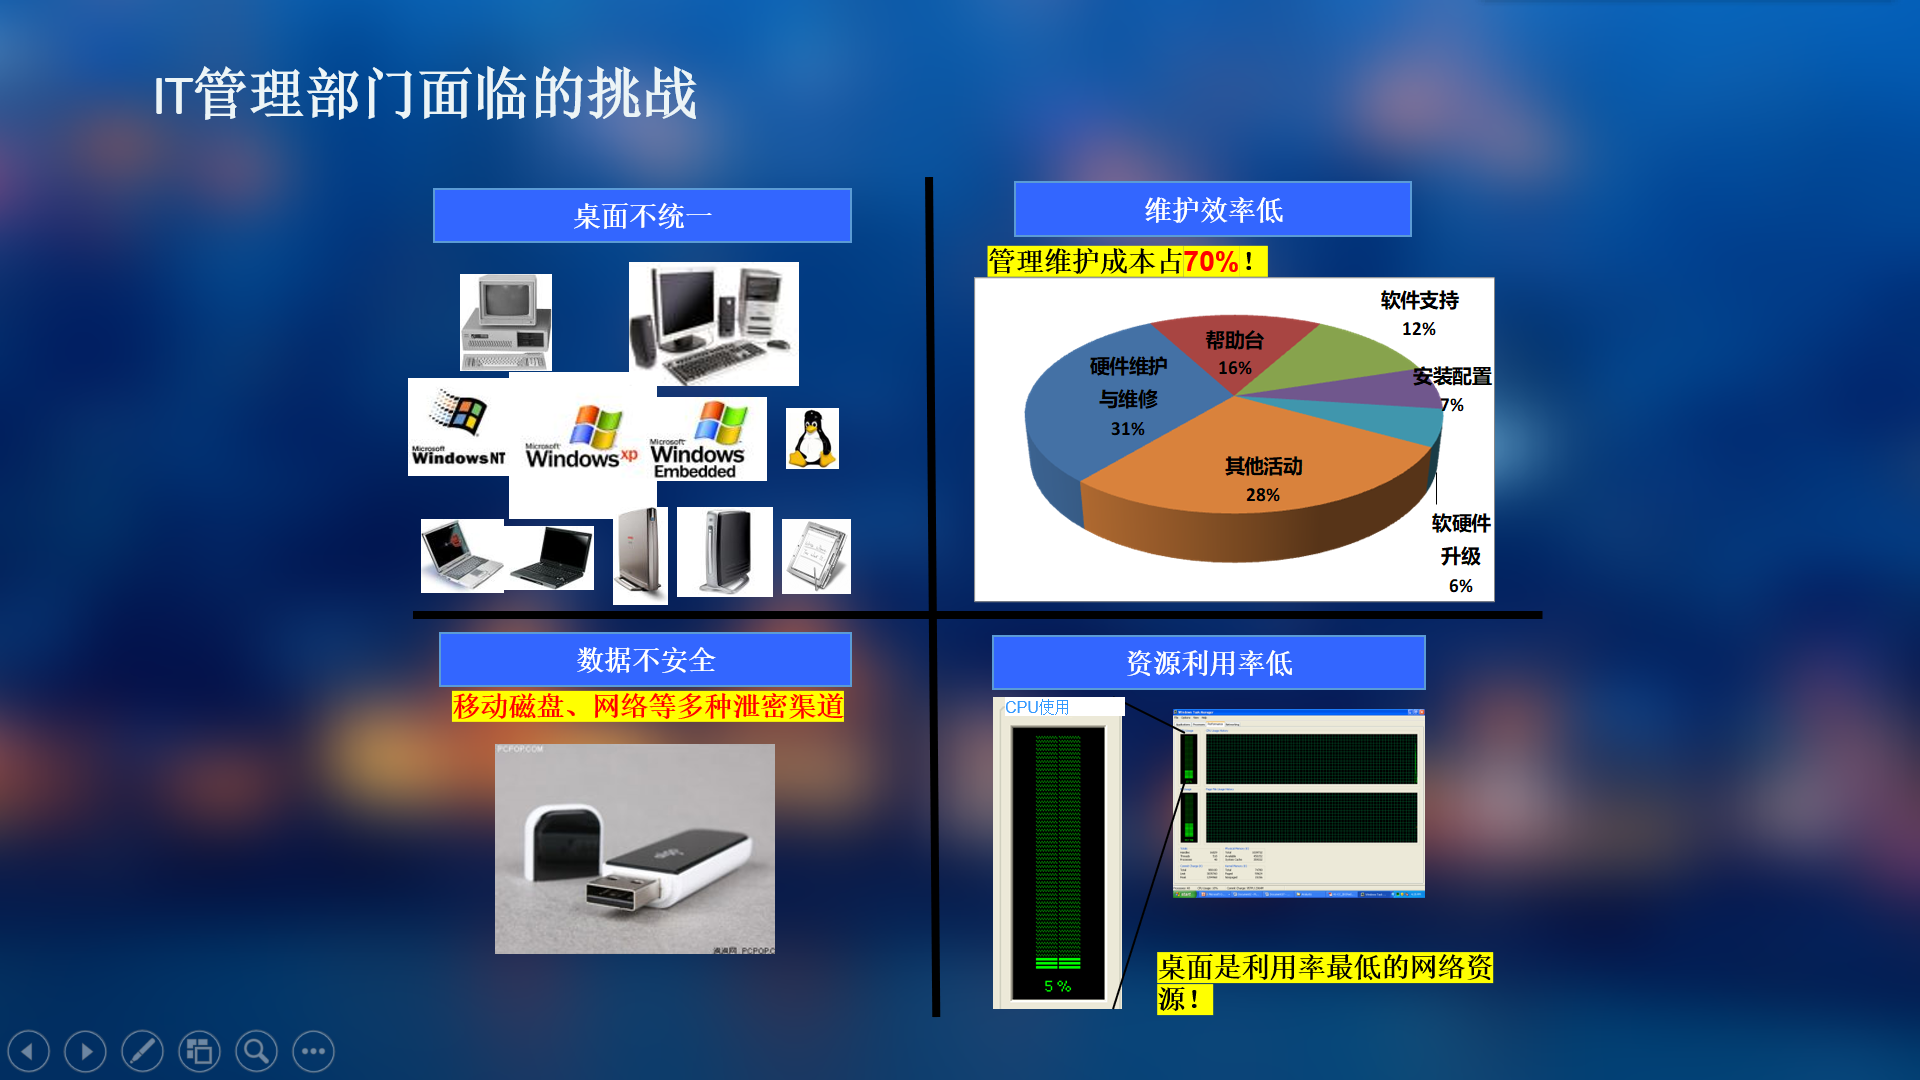 IT管理部门面临的挑战
桌面不统一
Microsoft
WindowsNT
Microsoft
Windows xp
Microsoft
Windows
Embedded
维护效率低
管理维护成本占70%！
软件支持
12%
帮助台
16%
硬件维护
与维修
31%
安装配置
7%
其他活动
28%
软硬件
升级
6%
数据不安全
移动磁盘、网络等多种泄密渠道
PCPOP.COM
资源利用率低
CPU使用
5 %
桌面是利用率最低的网络资
源！